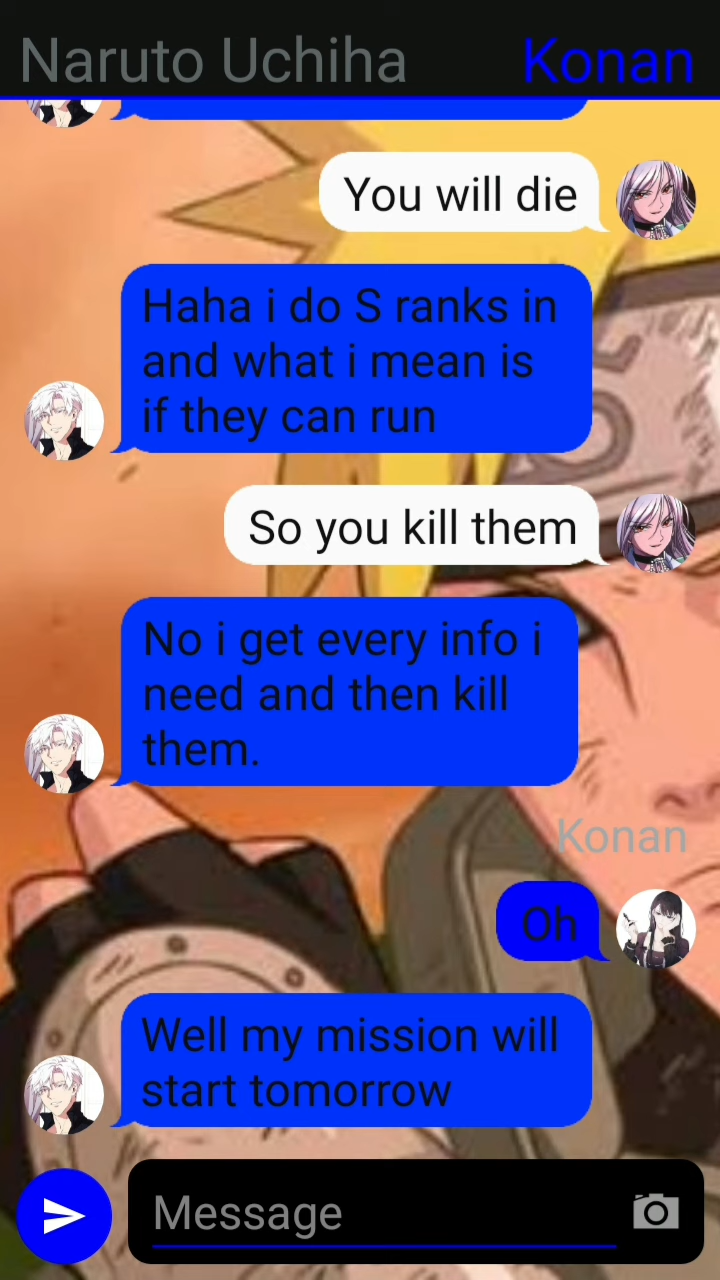 Naruto Uchiha Konan
You will die
Haha i do S ranks in
and what i mean is
if they can run
So you kill them
No i get every info i
need and then kill
them.
Konan
Oh
Well my mission will
start tomorrow
Message